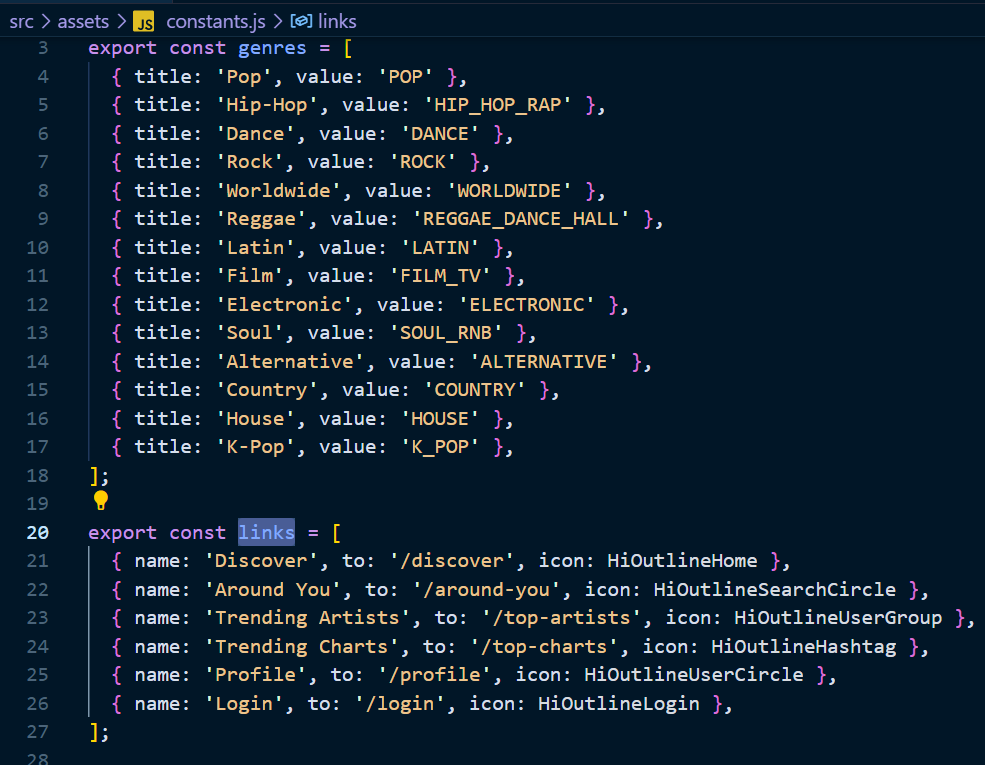 src > assets > JS constants.js > links
3 export const genres = [
4 { title: 'Pop', value: 'POP' },
5 { title: 'Hip-Hop', value: 'HIP_HOP_RAP' },
6 { title: 'Dance', value: 'DANCE' },
7 { title: 'Rock', value: 'ROCK' },
8 { title: 'Worldwide', value: 'WORLDWIDE' },
9 { title: 'Reggae', value: 'REGGAE_DANCE_HALL' },
10 { title: 'Latin', value: 'LATIN' },
11 { title: 'Film', value: 'FILM_TV' },
12 { title: 'Electronic', value: 'ELECTRONIC' },
13 { title: 'Soul', value: 'SOUL_RNB' },
14 { title: 'Alternative', value: 'ALTERNATIVE' },
15 { title: 'Country', value: 'COUNTRY' },
16 { title: 'House', value: 'HOUSE' },
17 { title: 'K-Pop', value: 'K_POP' },
18 ];
19
20 export const links = [
21 { name: 'Discover', to: '/discover', icon: HiOutlineHome },
22 { name: 'Around You', to: '/around-you', icon: HiOutlineSearchCircle },
23 { name: 'Trending Artists', to: '/top-artists', icon: HiOutlineUserGroup },
24 { name: 'Trending Charts', to: '/top-charts', icon: HiOutlineHashtag },
25 { name: 'Profile', to: '/profile', icon: HiOutlineUserCircle },
26 { name: 'Login', to: '/login', icon: HiOutlineLogin },
27 ];
28